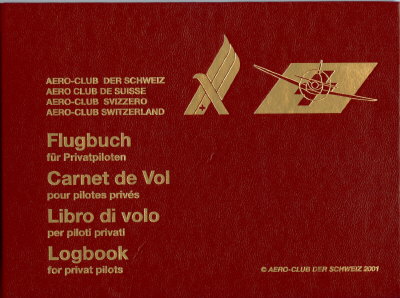 AERO-CLUB DER SCHWEIZ
AERO CLUB DE SUISSE
AERO-CLUB SVIZZERO
AERO-CLUB SWITZERLAND
Flugbuch
für Privatpiloten
Carnet de Vol
pour pilotes privés
Libro di volo
per piloti privati
Logbook
for privat pilots
© AERO-CLUB DER SCHWEIZ 2001